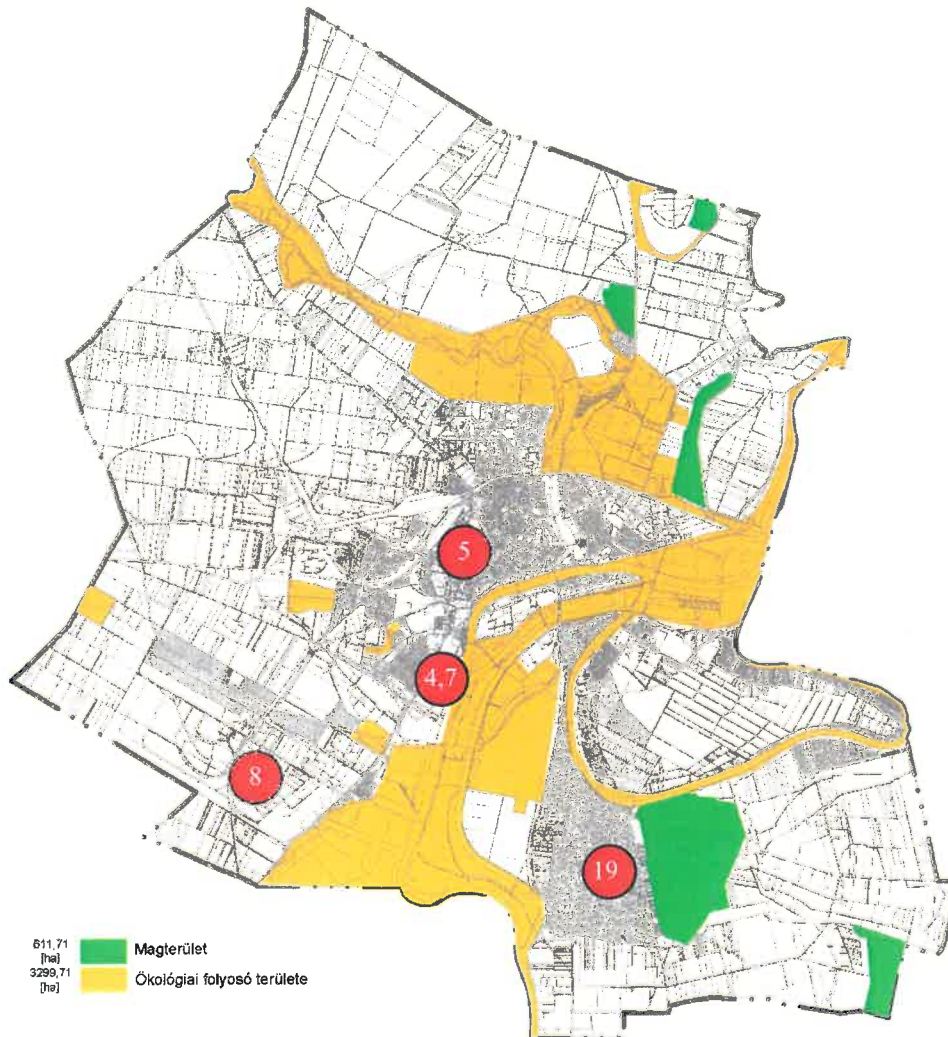 5
4,7
8
19
611,71
[ha]
Magterület
3299,71
[ha]
Ökológiai folyosó területe